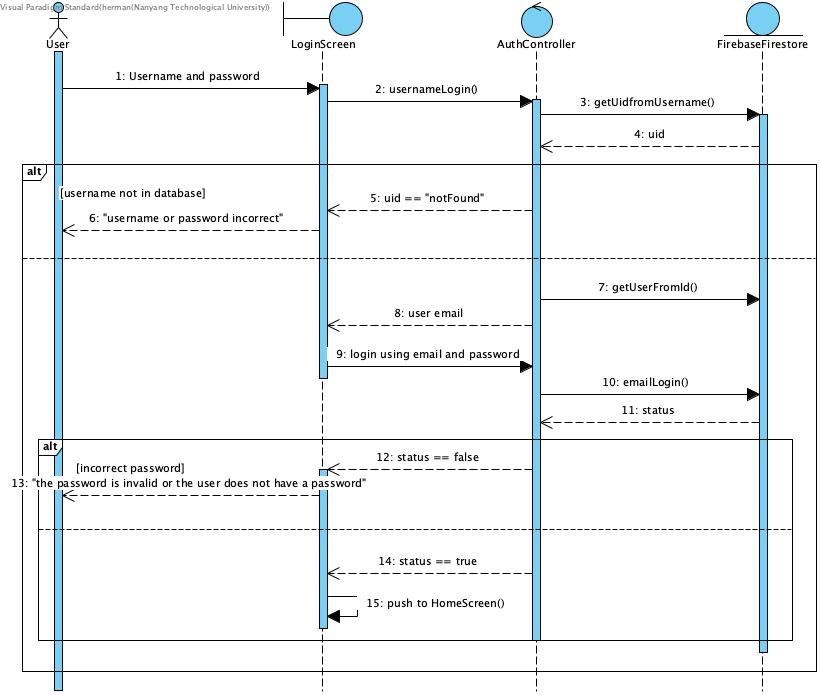 Visual Paradigm Standard(herman(Nanyang Technological University))
User
LoginScreen
AuthController
FirebaseFirestore
1: Username and password
2: usernameLogin()
3: getUidfromUsername()
4: uid
alt
[username not in database]
5: uid == "notFound"
6: "username or password incorrect"
7: getUserFromId()
8: user email
9: login using email and password
10: emailLogin()
11: status
alt
12: status == false
[incorrect password]
13: "the password is invalid or the user does not have a password"
14: status == true
15: push to HomeScreen()